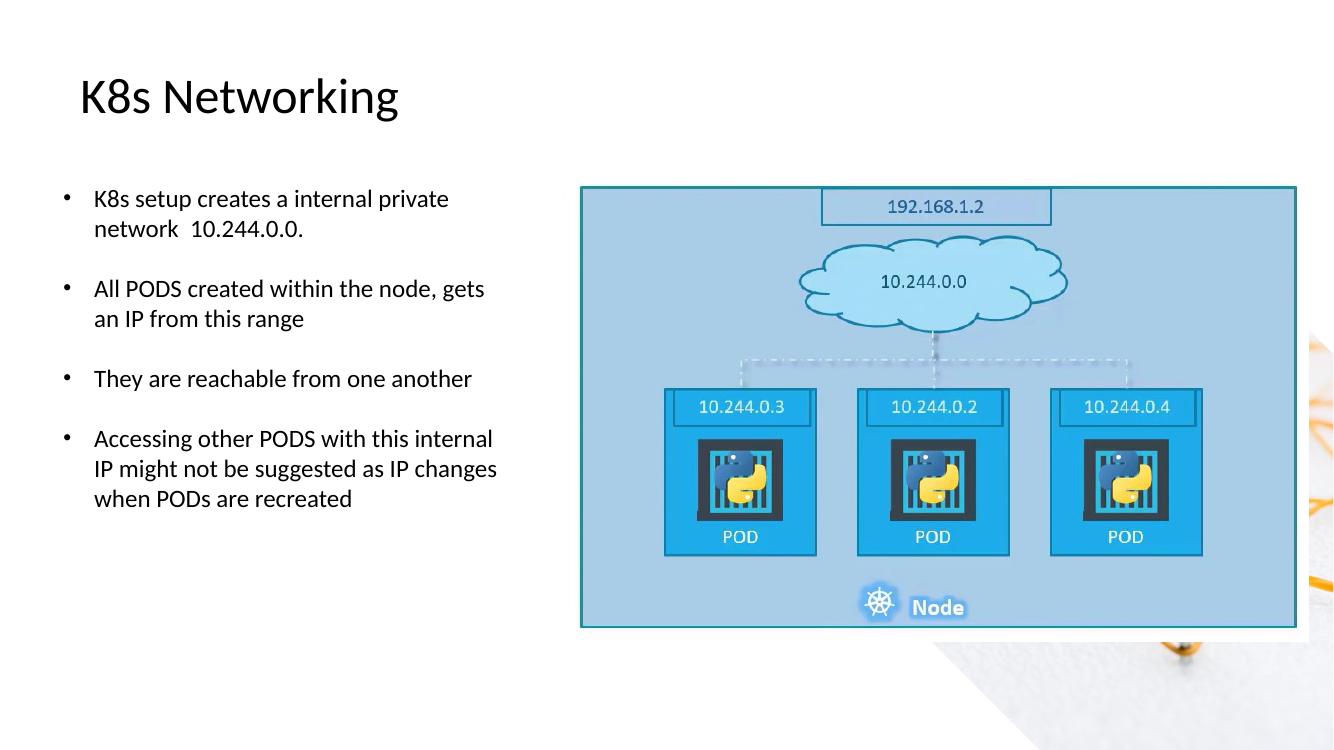 K8s Networking
• K8s setup creates a internal private
network  10.244.0.0.
• All PODS created within the node, gets
an IP from this range
• They are reachable from one another
• Accessing other PODS with this internal
IP might not be suggested as IP changes
when PODs are recreated
192.168.1.2
10.244.0.0
10.244.0.3
10.244.0.2
10.244.0.4
POD
POD
POD
Node